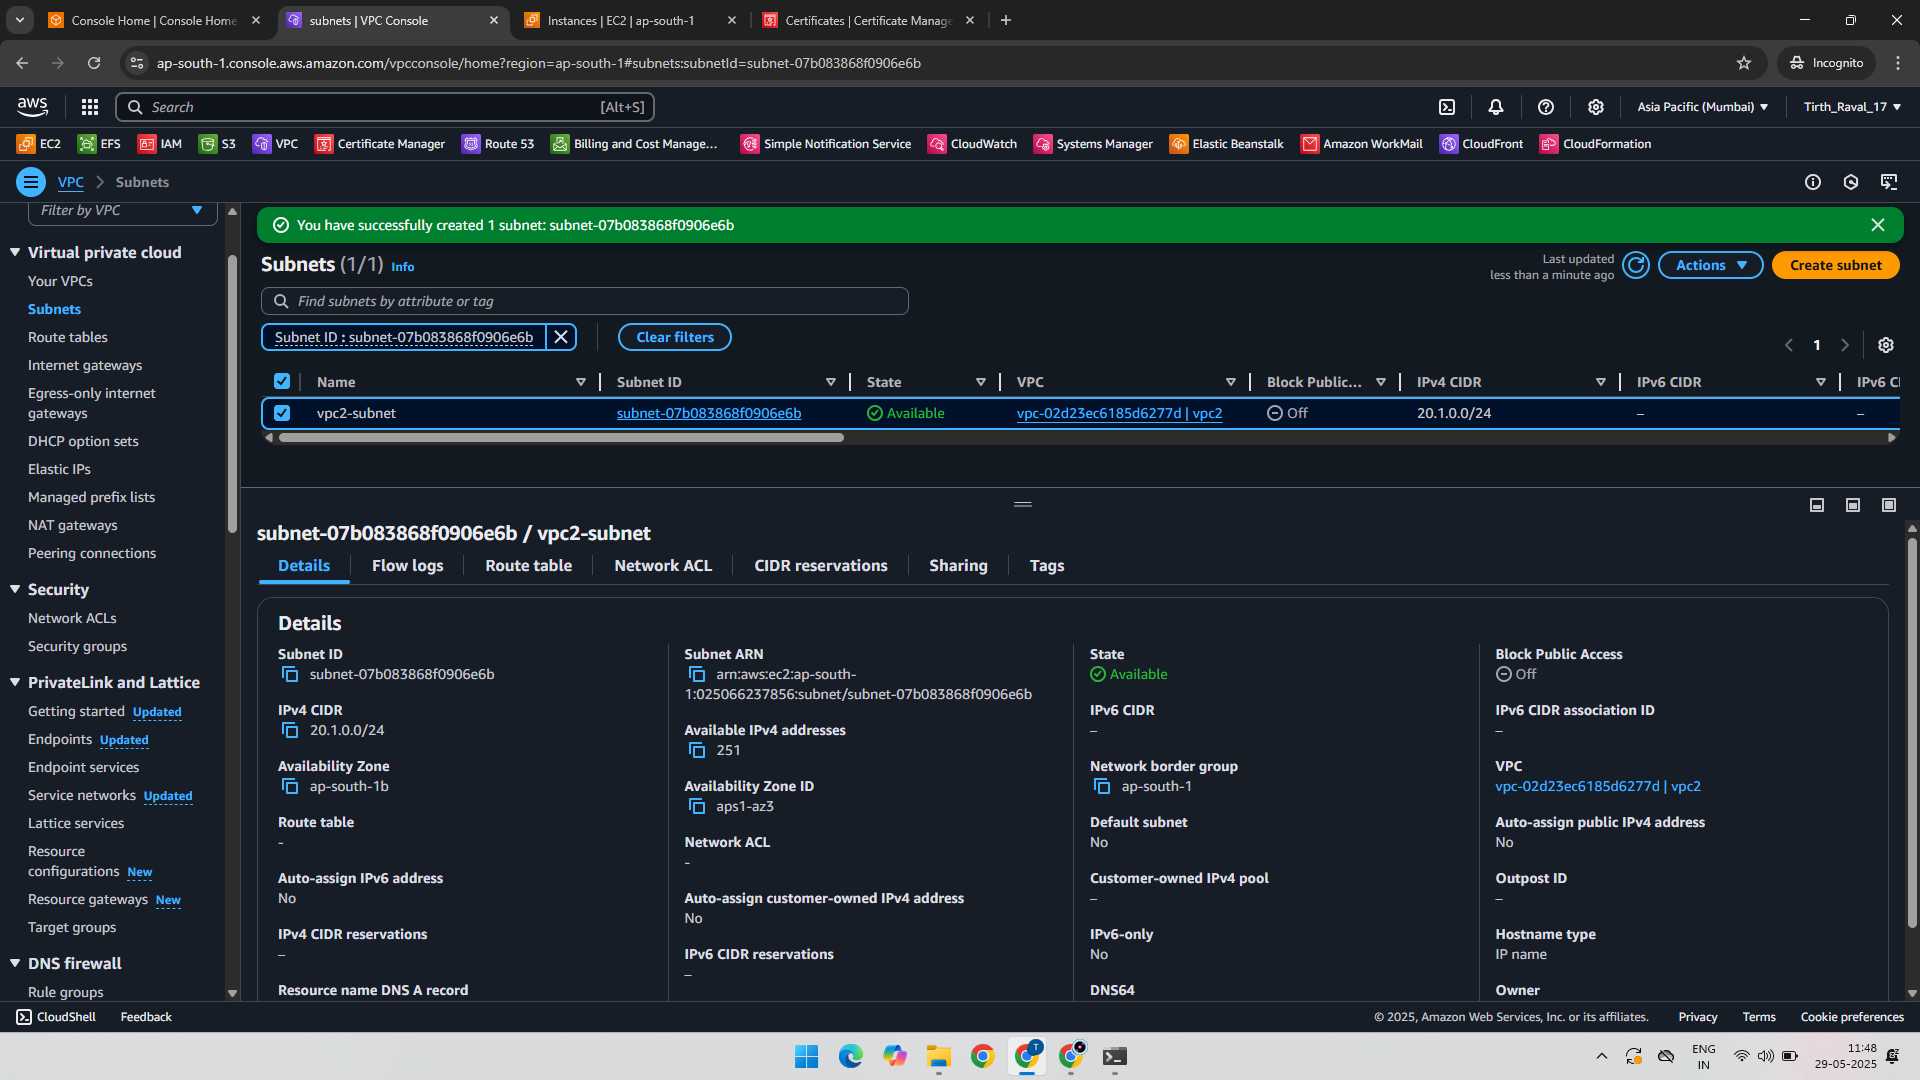 Console Home | Console Home
subnets | VPC Console
Instances | EC2 | ap-south-1
Certificates | Certificate Manage
ap-south-1.console.aws.amazon.com/vpcconsole/home?region=ap-south-1#subnets:subnetId=subnet-07b083868f0906e6b
Incognito
aws
Search
[Alt+S]
Asia Pacific (Mumbai)
Tirth_Raval_17
EC2
EFS
IAM
S3
VPC
Certificate Manager
Route 53
Billing and Cost Manage...
Simple Notification Service
CloudWatch
Systems Manager
Elastic Beanstalk
Amazon WorkMail
CloudFront
CloudFormation
VPC
Subnets
Filter by VPC
Virtual private cloud
Your VPCs
Subnets
Route tables
Internet gateways
Egress-only internet
gateways
DHCP option sets
Elastic IPs
Managed prefix lists
NAT gateways
Peering connections
Security
Network ACLs
Security groups
PrivateLink and Lattice
Getting started Updated
Endpoints Updated
Endpoint services
Service networks Updated
Lattice services
Resource
configurations New
Resource gateways New
Target groups
DNS firewall
Rule groups
You have successfully created 1 subnet: subnet-07b083868f0906e6b
Subnets (1/1) Info
Last updated
less than a minute ago
Actions
Create subnet
Find subnets by attribute or tag
Subnet ID : subnet-07b083868f0906e6b
Clear filters
1
Name
Subnet ID
State
VPC
Block Public...
IPv4 CIDR
IPv6 CIDR
IPv6 CI
vpc2-subnet
subnet-07b083868f0906e6b
Available
vpc-02d23ec6185d6277d | vpc2
Off
20.1.0.0/24
–
–
subnet-07b083868f0906e6b / vpc2-subnet
Details
Flow logs
Route table
Network ACL
CIDR reservations
Sharing
Tags
Details
Subnet ID
subnet-07b083868f0906e6b
IPv4 CIDR
20.1.0.0/24
Availability Zone
ap-south-1b
Route table
-
Auto-assign IPv6 address
No
IPv4 CIDR reservations
–
Resource name DNS A record
Subnet ARN
arn:aws:ec2:ap-south-
1:025066237856:subnet/subnet-07b083868f0906e6b
Available IPv4 addresses
251
Availability Zone ID
aps1-az3
Network ACL
-
Auto-assign customer-owned IPv4 address
No
IPv6 CIDR reservations
–
State
Available
IPv6 CIDR
–
Network border group
ap-south-1
Default subnet
No
Customer-owned IPv4 pool
–
IPv6-only
No
DNS64
Block Public Access
Off
IPv6 CIDR association ID
–
VPC
vpc-02d23ec6185d6277d | vpc2
Auto-assign public IPv4 address
No
Outpost ID
–
Hostname type
IP name
Owner
CloudShell
Feedback
© 2025, Amazon Web Services, Inc. or its affiliates.
Privacy
Terms
Cookie preferences
T
ENG
IN
11:48
29-05-2025